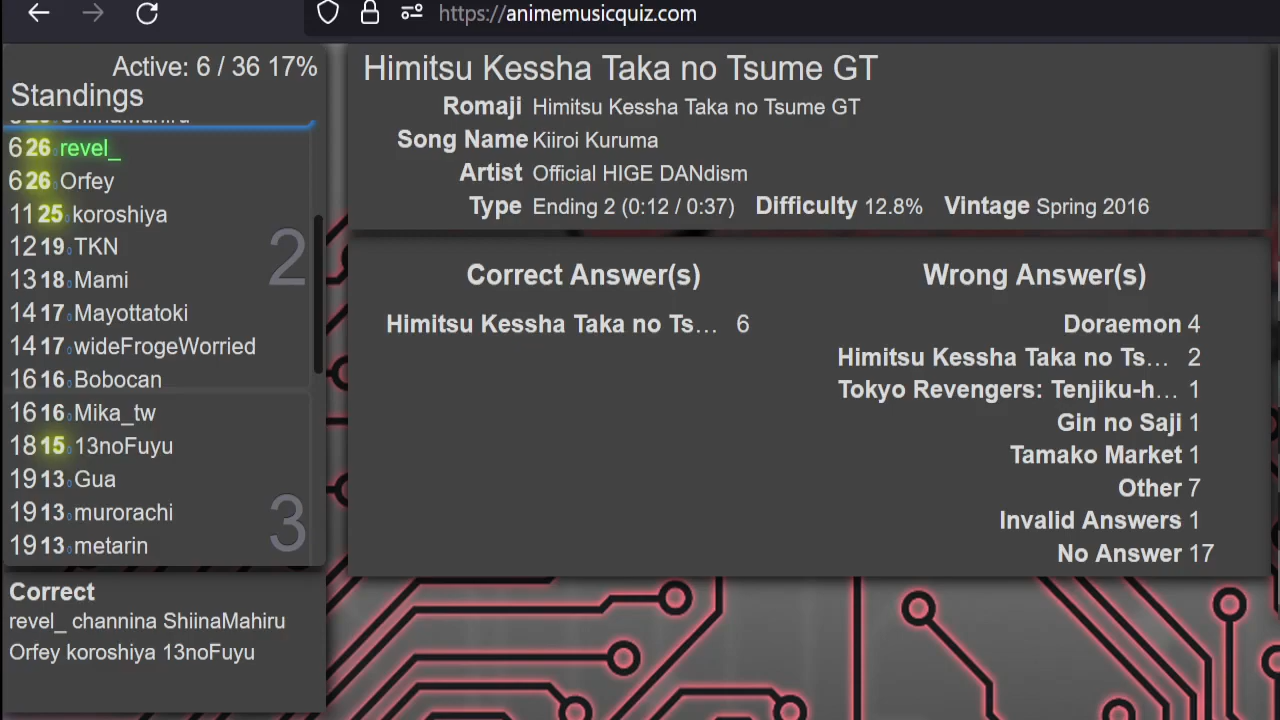 https://animemusicquiz.com
Active: 6 / 36 17%
Standings
6 26 revel_
6 26 Orfey
11 25 koroshiya
12 19 TKN
13 18 Mami
2
14 17 Mayottatoki
14 17 wideFrogeWorried
16 16 Bobocan
16 16 Mika_tw
18 15 13noFuyu
19 13 Gua
19 13 murorachi
3
19 13 metarin
Correct
revel_ channina ShiinaMahiru
Orfey koroshiya 13noFuyu
Himitsu Kessha Taka no Tsume GT
Romaji Himitsu Kessha Taka no Tsume GT
Song Name Kiiroi Kuruma
Artist Official HIGE DANdism
Type Ending 2 (0:12 / 0:37) Difficulty 12.8% Vintage Spring 2016
Correct Answer(s)
Himitsu Kessha Taka no Ts... 6
Wrong Answer(s)
Doraemon 4
Himitsu Kessha Taka no Ts... 2
Tokyo Revengers: Tenjiku-h... 1
Gin no Saji 1
Tamako Market 1
Other 7
Invalid Answers 1
No Answer 17